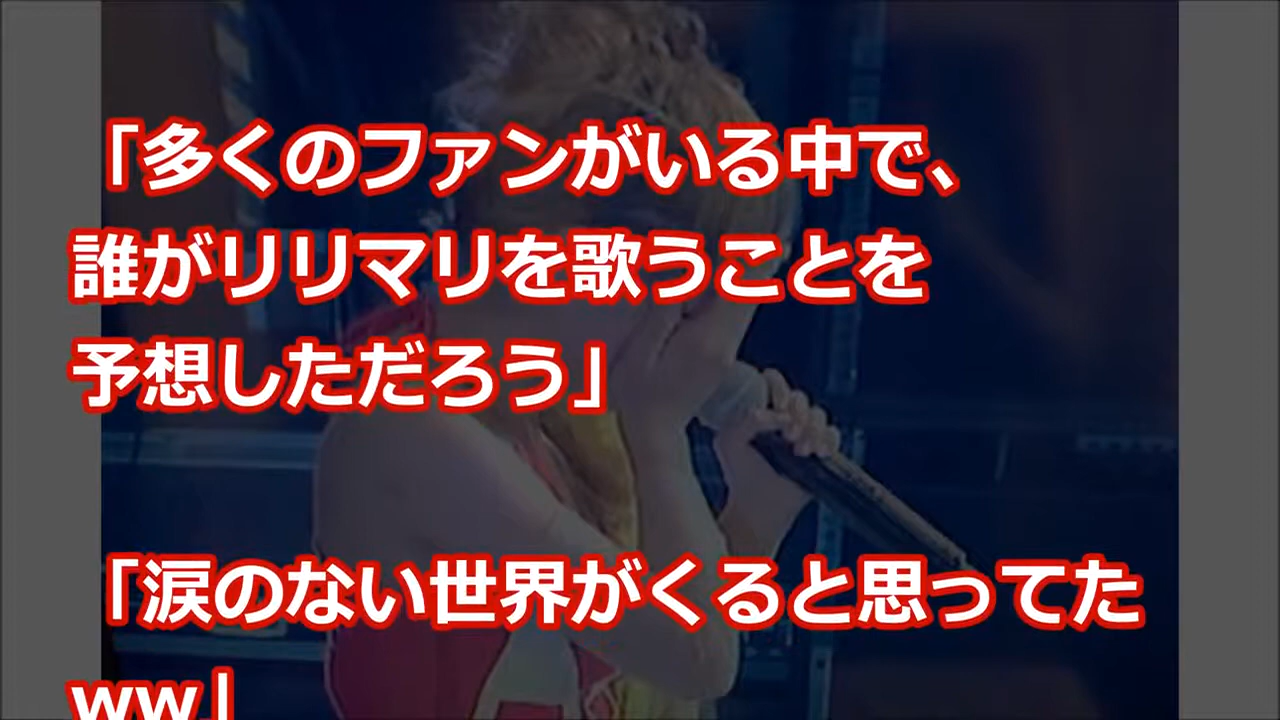 「多くのファンがいる中で、
誰がリリマリを歌うことを
予想しただろう」
「涙のない世界がくると思ってた
ww」